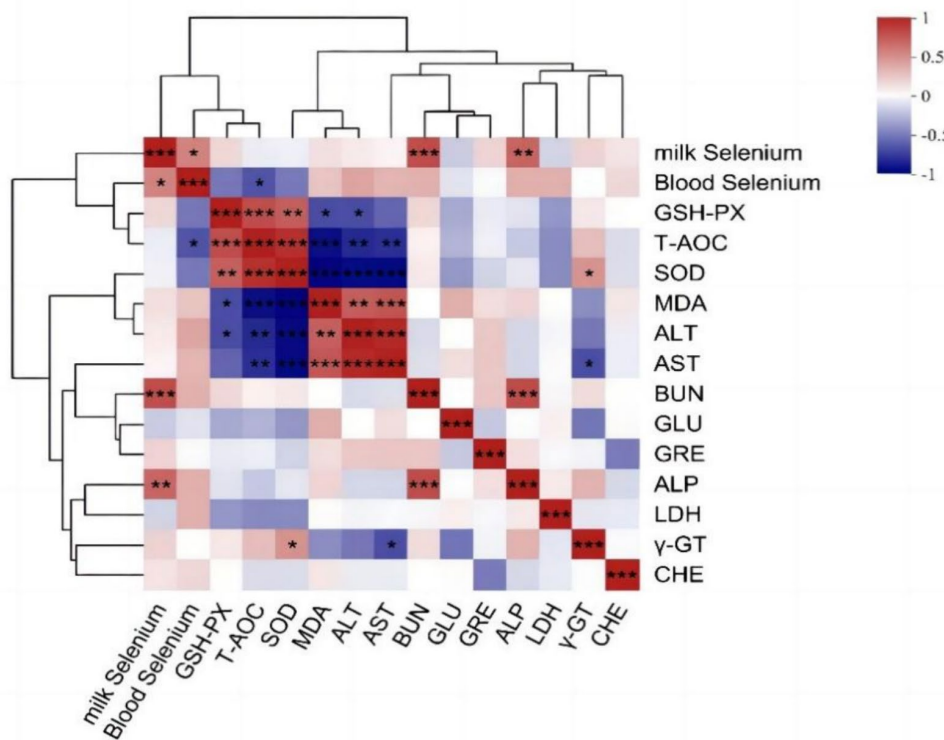 1
0.5
0
-0.5
-1
*** * *** ** milk Selenium
* *** * Blood Selenium
*** *** ** * * GSH-PX
* *** *** *** *** ** ** T-AOC
** *** *** *** *** *** * SOD
* *** *** *** ** *** MDA
* ** *** ** *** *** ALT
** *** *** *** *** * AST
*** *** *** BUN
*** GLU
*** GRE
** *** *** ALP
*** LDH
* * *** γ-GT
*** CHE
milk Selenium Blood Selenium GSH-PX T-AOC SOD MDA ALT AST BUN GLU GRE ALP LDH γ-GT CHE